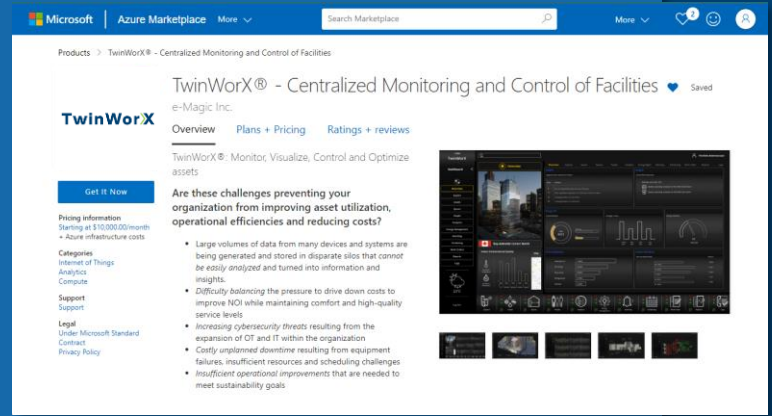 Microsoft Azure Marketplace More Search Marketplace More 2
Products > TwinWorX® - Centralized Monitoring and Control of Facilities
TwinWorX
TwinWorX® - Centralized Monitoring and Control of Facilities Saved
e-Magic Inc.
Overview Plans + Pricing Ratings + reviews
TwinWorX®: Monitor, Visualize, Control and Optimize
assets
Get It Now
Pricing information
Starting at $10,000.00/month
+ Azure infrastructure costs
Categories
Internet of Things
Analytics
Compute
Support
Support
Legal
Under Microsoft Standard
Contract
Privacy Policy
Are these challenges preventing your
organization from improving asset utilization,
operational efficiencies and reducing costs?
• Large volumes of data from many devices and systems are
being generated and stored in disparate silos that cannot
be easily analyzed and turned into information and
insights.
• Difficulty balancing the pressure to drive down costs to
improve NOI while maintaining comfort and high-quality
service levels
• Increasing cybersecurity threats resulting from the
expansion of OT and IT within the organization
• Costly unplanned downtime resulting from equipment
failures, insufficient resources and scheduling challenges
• Insufficient operational improvements that are needed to
meet sustainability goals